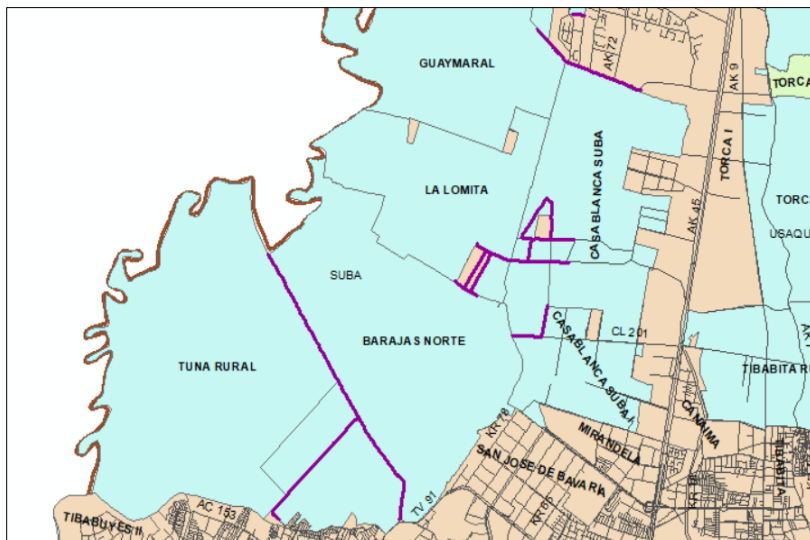 GUAYMARAL
AK 72
AK 9
TORCA
LA LOMITA
CASABLANCA SUBA
TORCA I
TORC
AK 45
USAQU
SUBA
BARAJAS NORTE
CL 201
TUNA RURAL
CASABLANCA SUBA I
TIBABITA RU
CANAIMA
KR 78
MIRANDELA
SAN JOSE DE BAVARIA
KR 65
TV 91
AC 153
TIBABUYES II